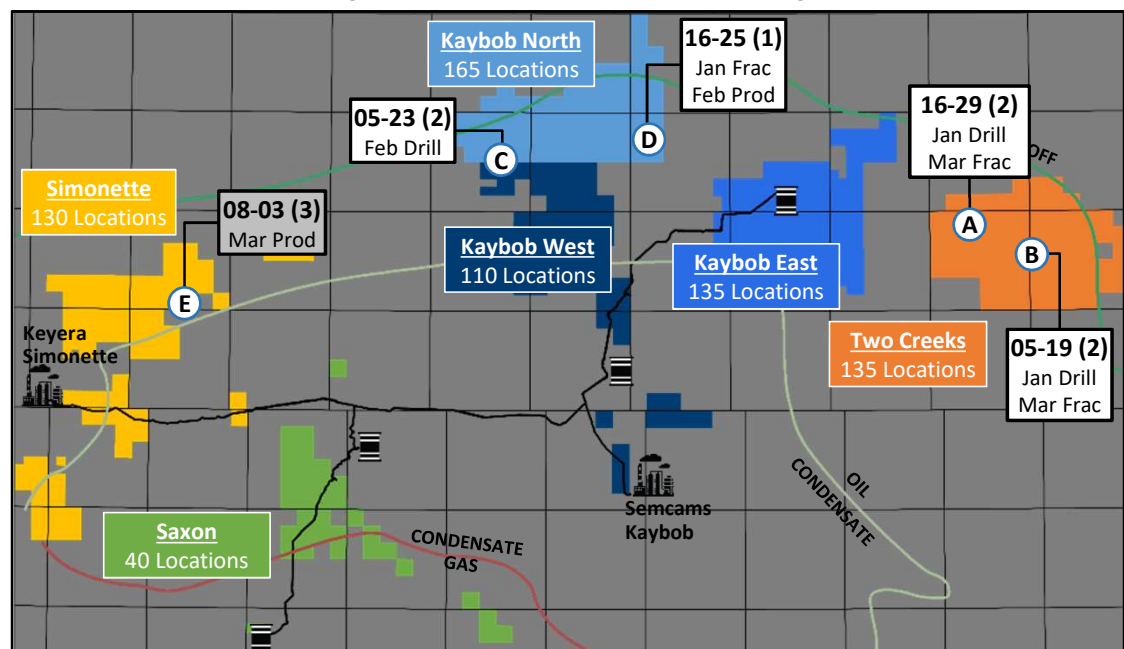 Kaybob North
165 Locations
16-25 (1)
Jan Frac
Feb Prod
05-23 (2)
Feb Drill
16-29 (2)
Jan Drill
Mar Frac
D
C
OFF
Simonette
130 Locations
08-03 (3)
Mar Prod
A
Kaybob West
110 Locations
Kaybob East
135 Locations
B
E
Keyera
Simonette
Two Creeks
135 Locations
05-19 (2)
Jan Drill
Mar Frac
OIL
CONDENSATE
Semcams
Kaybob
Saxon
40 Locations
CONDENSATE
GAS